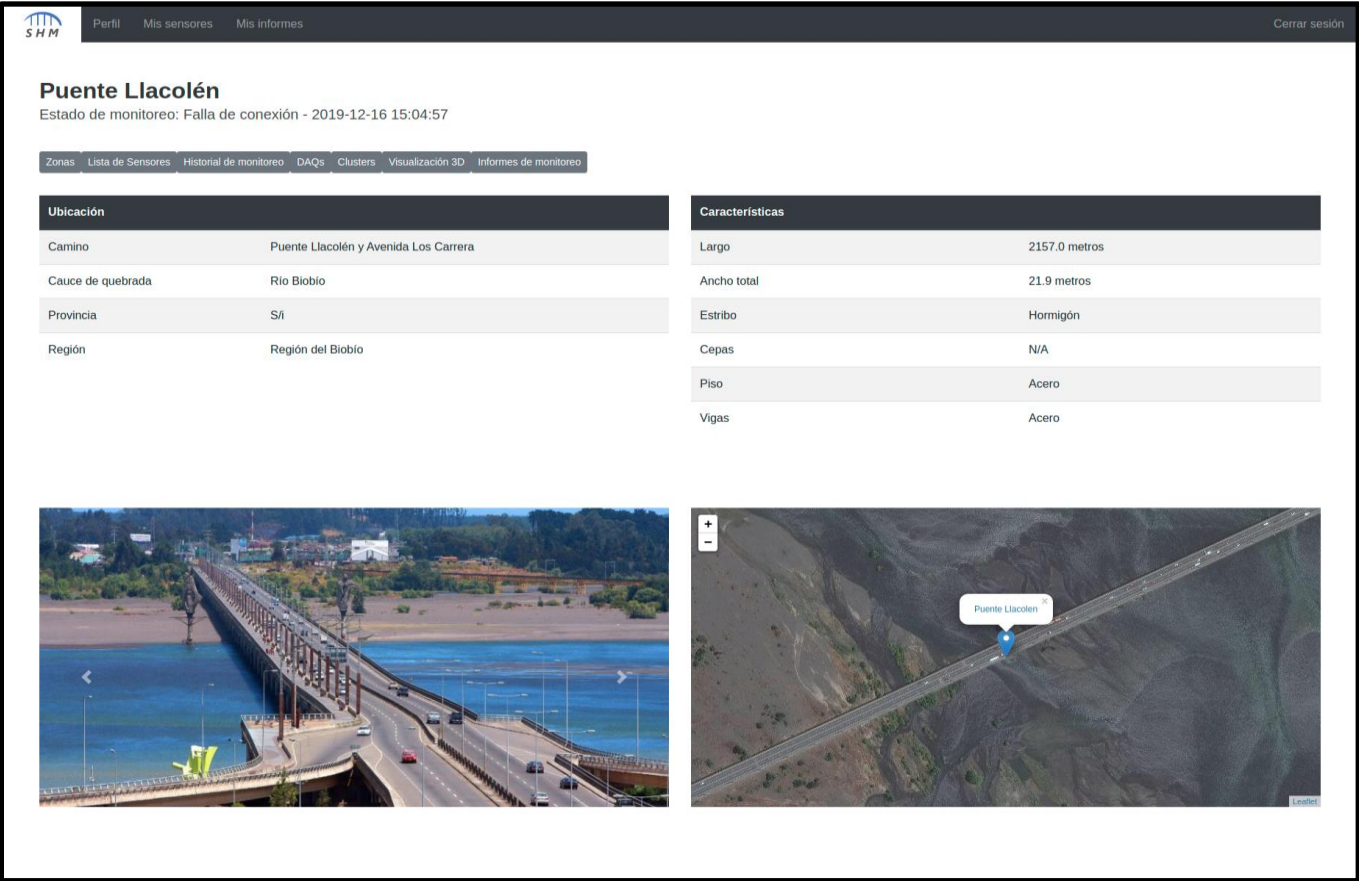 SHM Perfil Mis sensores Mis informes Cerrar sesión
Puente Llacolén
Estado de monitoreo: Falla de conexión - 2019-12-16 15:04:57
Zonas Lista de Sensores Historial de monitoreo DAQs Clusters Visualización 3D Informes de monitoreo
Ubicación
Camino Puente Llacolén y Avenida Los Carrera
Cauce de quebrada Río Biobío
Provincia S/i
Región Región del Biobío
Características
Largo 2157.0 metros
Ancho total 21.9 metros
Estribo Hormigón
Cepas N/A
Piso Acero
Vigas Acero
+
−
Puente Llacolen ×
Leaflet